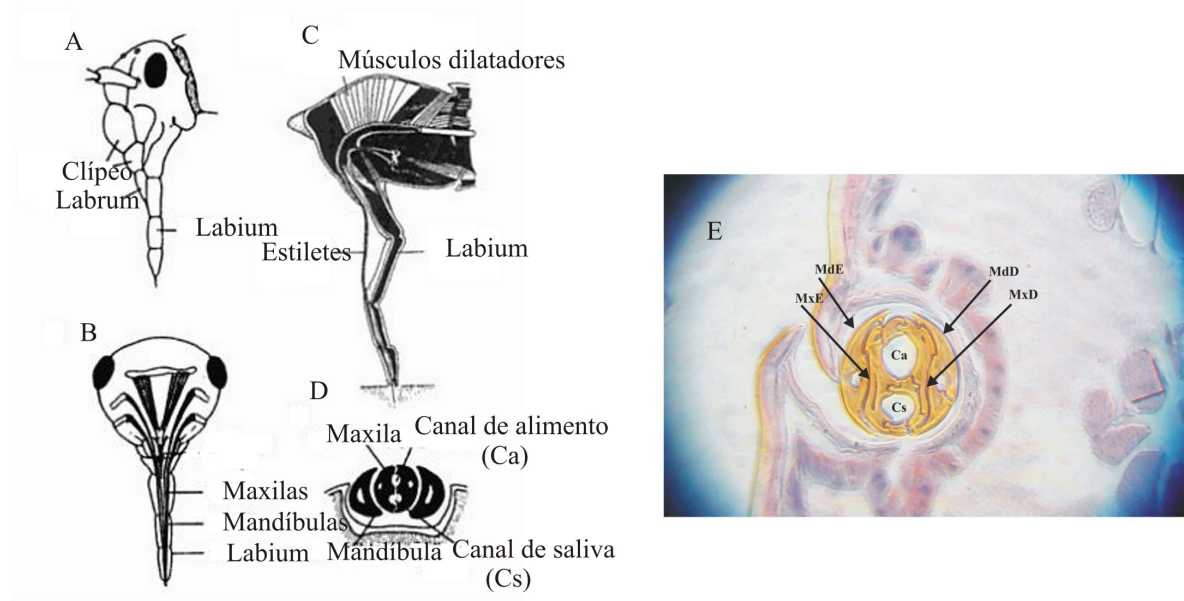 A
Clípeo
Labrum
Labium
C
Músculos dilatadores
Estiletes
Labium
B
Maxilas
Mandíbulas
Labium
D
Maxila
Canal de alimento
(Ca)
Mandíbula
Canal de saliva
(Cs)
E
MdE
MdD
MxE
MxD
Ca
Cs